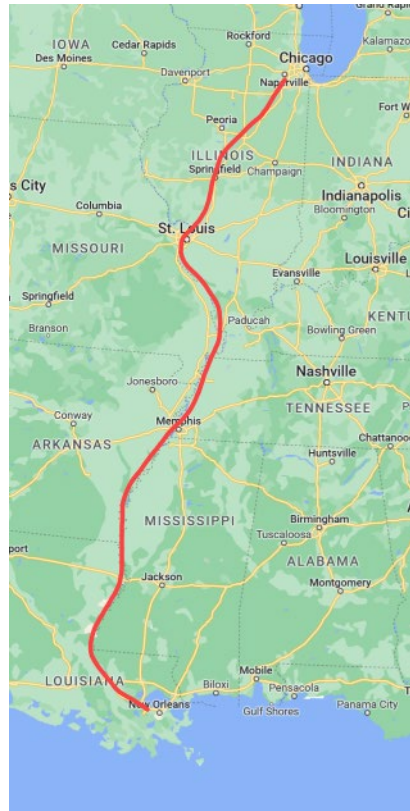 Grand Rapids
IOWA
Cedar Rapids
Rockford
Des Moines
Chicago
Kalamazoo
Davenport
Naperville
Peoria
Fort W
ILLINOIS
Springfield
Champaign
INDIANA
s City
Columbia
Indianapolis
Bloomington
Ci
St. Louis
MISSOURI
Evansville
Louisville
Springfield
Paducah
KENTU
Branson
Bowling Green
Nashville
Jonesboro
TENNESSEE
Conway
Memphis
Chattanoo
ARKANSAS
Huntsville
MISSISSIPPI
Birmingham
Tuscaloosa
port
ALABAMA
Jackson
Montgomery
LOUISIANA
Mobile
Biloxi
Pensacola
New Orleans
Gulf Shores
Panama City